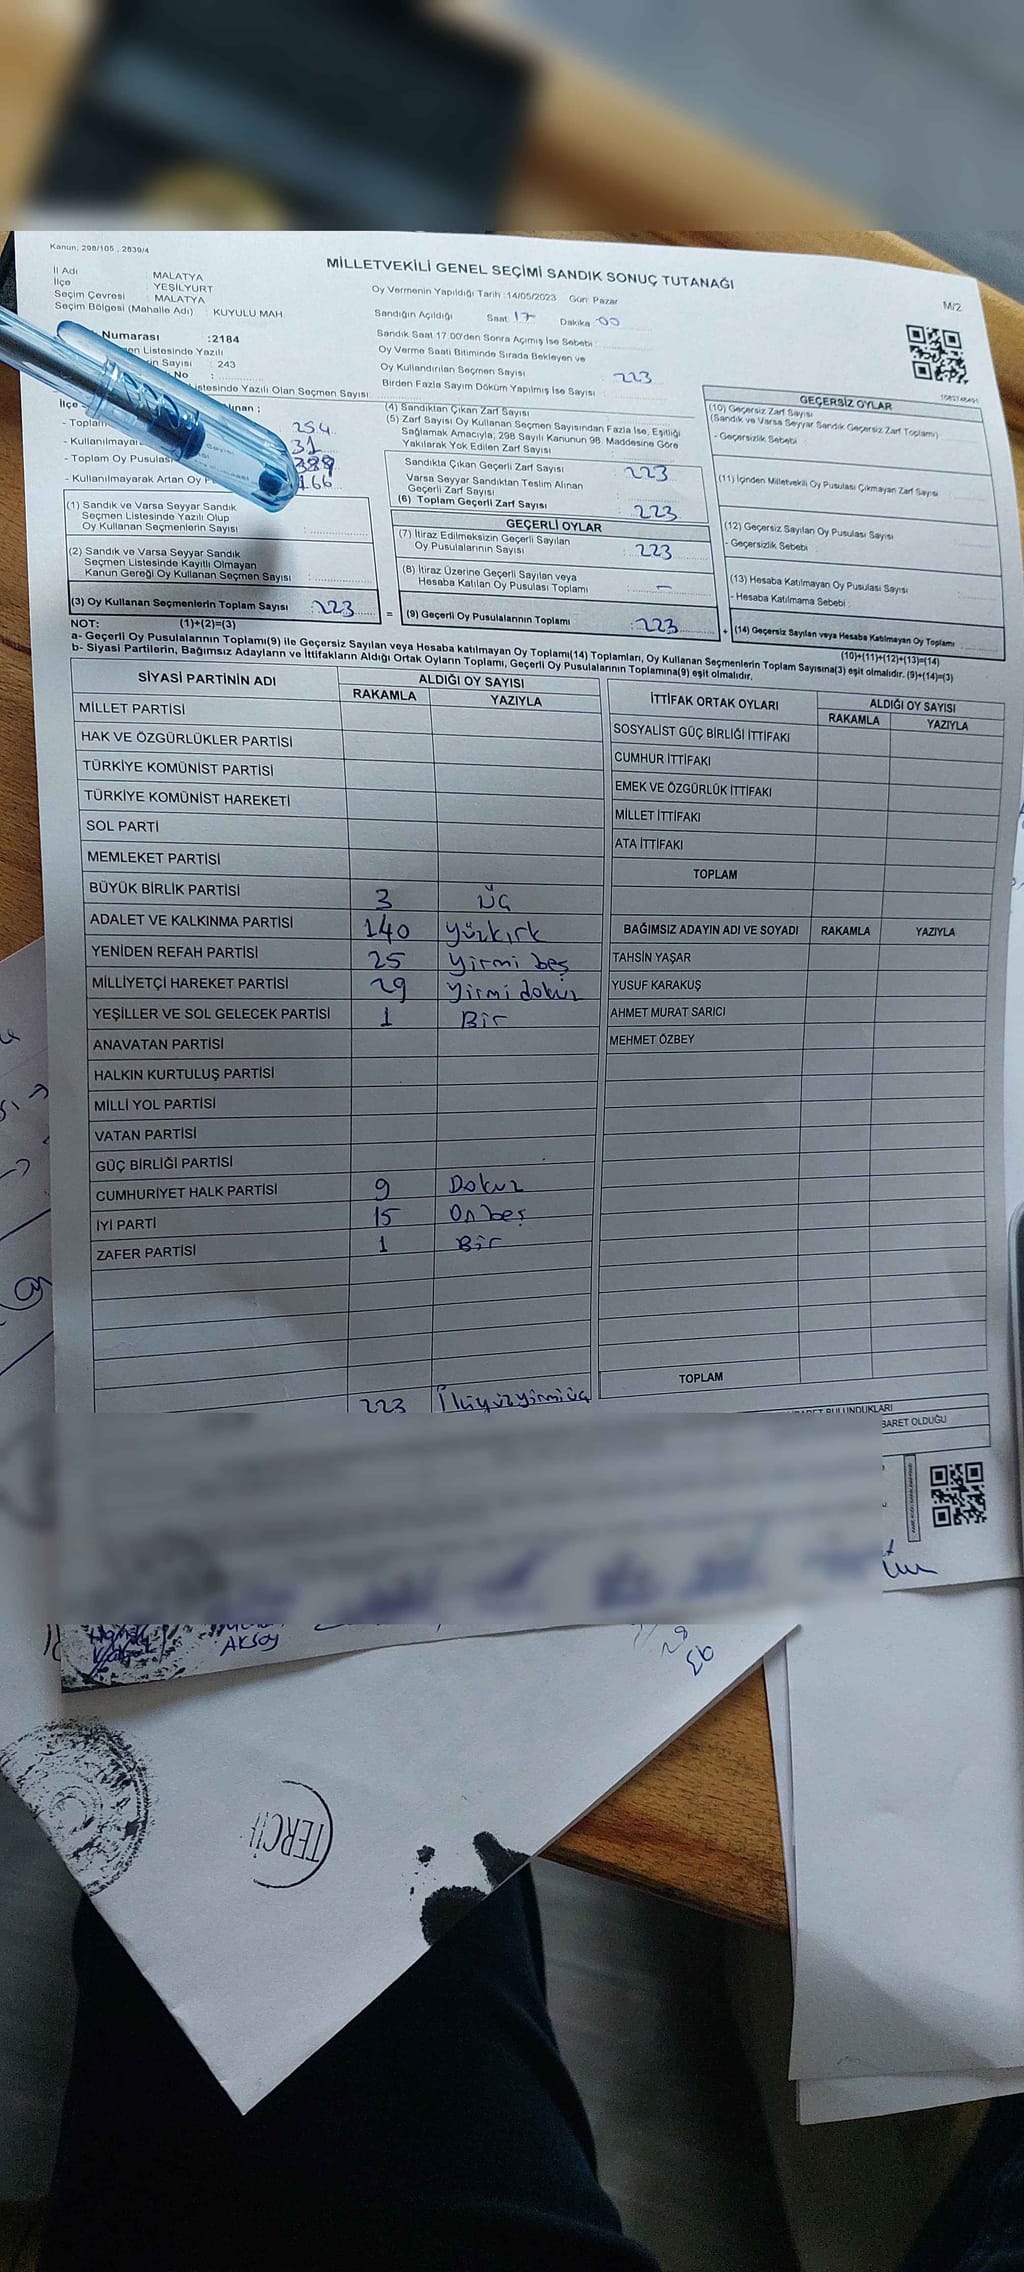 Kanun, 298/105 , 2839/4
MİLLETVEKİLİ GENEL SEÇİMİ SANDIK SONUÇ TUTANAĞI
M/2
İl Adı : MALATYA
İlçe : YEŞİLYURT
Seçim Çevresi : MALATYA
Seçim Bölgesi (Mahalle Adı) : KUYULU MAH.
Oy Vermenin Yapıldığı Tarih :14/05/2023 Gün: Pazar
Sandığın Açıldığı Saat: 17 Dakika :00
Numarası :2184
Listesinde Yazılı
Sayısı : 243
No :
Listesinde Yazılı Olan Seçmen Sayısı
Sandık Saat 17.00'den Sonra Açımış İse Sebebi :
Oy Verme Saati Bitiminde Sırada Bekleyen ve
Oy Kullandırılan Seçmen Sayısı : 223
Birden Fazla Sayım Döküm Yapılmış İse Sayısı :
İlçe
- Toplam 254
- Kullanılmayarak 31
- Toplam Oy Pusulası
- Kullanılmayarak Artan Oy 166
(1) Sandık ve Varsa Seyyar Sandık
Seçmen Listesinde Yazılı Olup
Oy Kullanan Seçmenlerin Sayısı :
(2) Sandık ve Varsa Seyyar Sandık
Seçmen Listesinde Kayıtlı Olmayan
Kanun Gereği Oy Kullanan Seçmen Sayısı :
(3) Oy Kullanan Seçmenlerin Toplam Sayısı : 223
(4) Sandıktan Çıkan Zarf Sayısı
(5) Zarf Sayısı Oy Kullanan Seçmen Sayısından Fazla İse, Eşitliği
Sağlamak Amacıyla, 298 Sayılı Kanunun 98. Maddesine Göre
Yakılarak Yok Edilen Zarf Sayısı
Sandıkta Çıkan Geçerli Zarf Sayısı : 223
Varsa Seyyar Sandıktan Teslim Alınan
Geçerli Zarf Sayısı
(6) Toplam Geçerli Zarf Sayısı : 223
GEÇERLİ OYLAR
(7) İtiraz Edilmeksizin Geçerli Sayılan
Oy Pusulalarının Sayısı : 223
(8) İtiraz Üzerine Geçerli Sayılan veya
Hesaba Katılan Oy Pusulası Toplamı : -
= (9) Geçerli Oy Pusulalarının Toplamı : 223
GEÇERSİZ OYLAR
(10) Geçersiz Zarf Sayısı
(Sandık ve Varsa Seyyar Sandık Geçersiz Zarf Toplamı)
- Geçersizlik Sebebi :
(11) İçinden Milletvekili Oy Pusulası Çıkmayan Zarf Sayısı
(12) Geçersiz Sayılan Oy Pusulası Sayısı
- Geçersizlik Sebebi :
(13) Hesaba Katılmayan Oy Pusulası Sayısı
- Hesaba Katılmama Sebebi :
+ (14) Geçersiz Sayılan veya Hesaba Katılmayan Oy Toplamı
NOT: (1)+(2)=(3)
(10)+(11)+(12)+(13)=(14)
a- Geçerli Oy Pusulalarının Toplamı(9) ile Geçersiz Sayılan veya Hesaba katılmayan Oy Toplamı(14) Toplamları, Oy Kullanan Seçmenlerin Toplam Sayısına(3) eşit olmalıdır. (9)+(14)=(3)
b- Siyasi Partilerin, Bağımsız Adayların ve İttifakların Aldığı Ortak Oyların Toplamı, Geçerli Oy Pusulalarının Toplamına(9) eşit olmalıdır.
SİYASİ PARTİNİN ADI ALDIĞI OY SAYISI
RAKAMLA YAZIYLA
MİLLET PARTİSİ
HAK VE ÖZGÜRLÜKLER PARTİSİ
TÜRKİYE KOMÜNİST PARTİSİ
TÜRKİYE KOMÜNİST HAREKETİ
SOL PARTİ
MEMLEKET PARTİSİ
BÜYÜK BİRLİK PARTİSİ 3 Üç
ADALET VE KALKINMA PARTİSİ 140 yüzkırk
YENİDEN REFAH PARTİSİ 25 yirmi beş
MİLLİYETÇİ HAREKET PARTİSİ 29 yirmi dokuz
YEŞİLLER VE SOL GELECEK PARTİSİ 1 Bir
ANAVATAN PARTİSİ
HALKIN KURTULUŞ PARTİSİ
MİLLİ YOL PARTİSİ
VATAN PARTİSİ
GÜÇ BİRLİĞİ PARTİSİ
CUMHURİYET HALK PARTİSİ 9 Dokuz
İYİ PARTİ 15 On beş
ZAFER PARTİSİ 1 Bir
223 İkiyüzyirmiüç
İTTİFAK ORTAK OYLARI ALDIĞI OY SAYISI
RAKAMLA YAZIYLA
SOSYALİST GÜÇ BİRLİĞİ İTTİFAKI
CUMHUR İTTİFAKI
EMEK VE ÖZGÜRLÜK İTTİFAKI
MİLLET İTTİFAKI
ATA İTTİFAKI
TOPLAM
BAĞIMSIZ ADAYIN ADI VE SOYADI RAKAMLA YAZIYLA
TAHSİN YAŞAR
YUSUF KARAKUŞ
AHMET MURAT SARICI
MEHMET ÖZBEY
TOPLAM
BULUNDUKLARI
BARET OLDUĞU
AKSOY
TERCİH